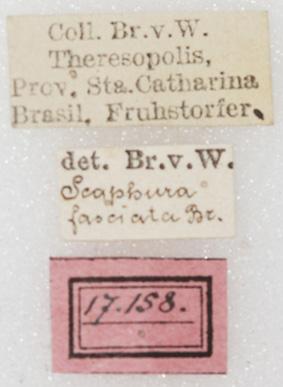 Coll. Br.v.W.
Theresopolis,
Prov. Sta.Catharina
Brasil. Fruhstorfer.
det. Br.v.W.
Scaphura
fasciata Br.
17.158.